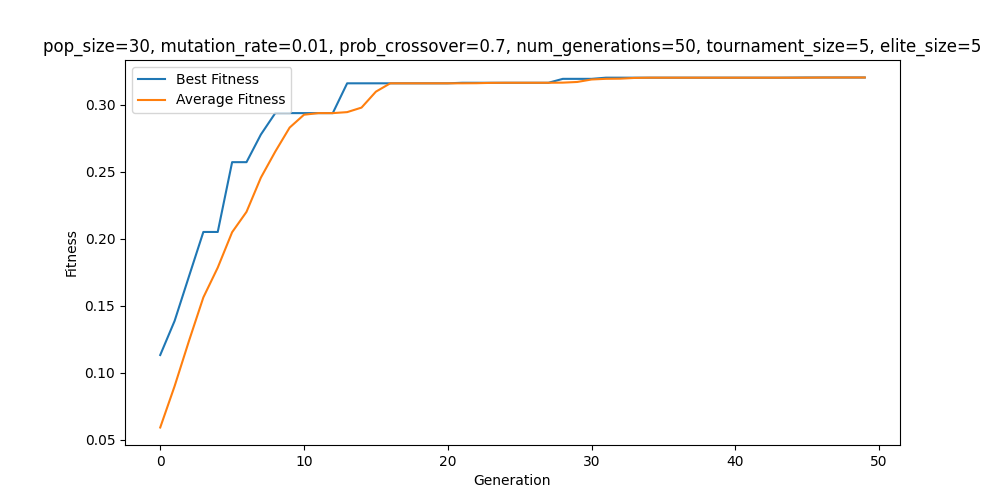 pop_size=30, mutation_rate=0.01, prob_crossover=0.7, num_generations=50, tournament_size=5, elite_size=5
Best Fitness
Average Fitness
0.30
0.25
0.20
0.15
0.10
0.05
Fitness
0 10 20 30 40 50
Generation